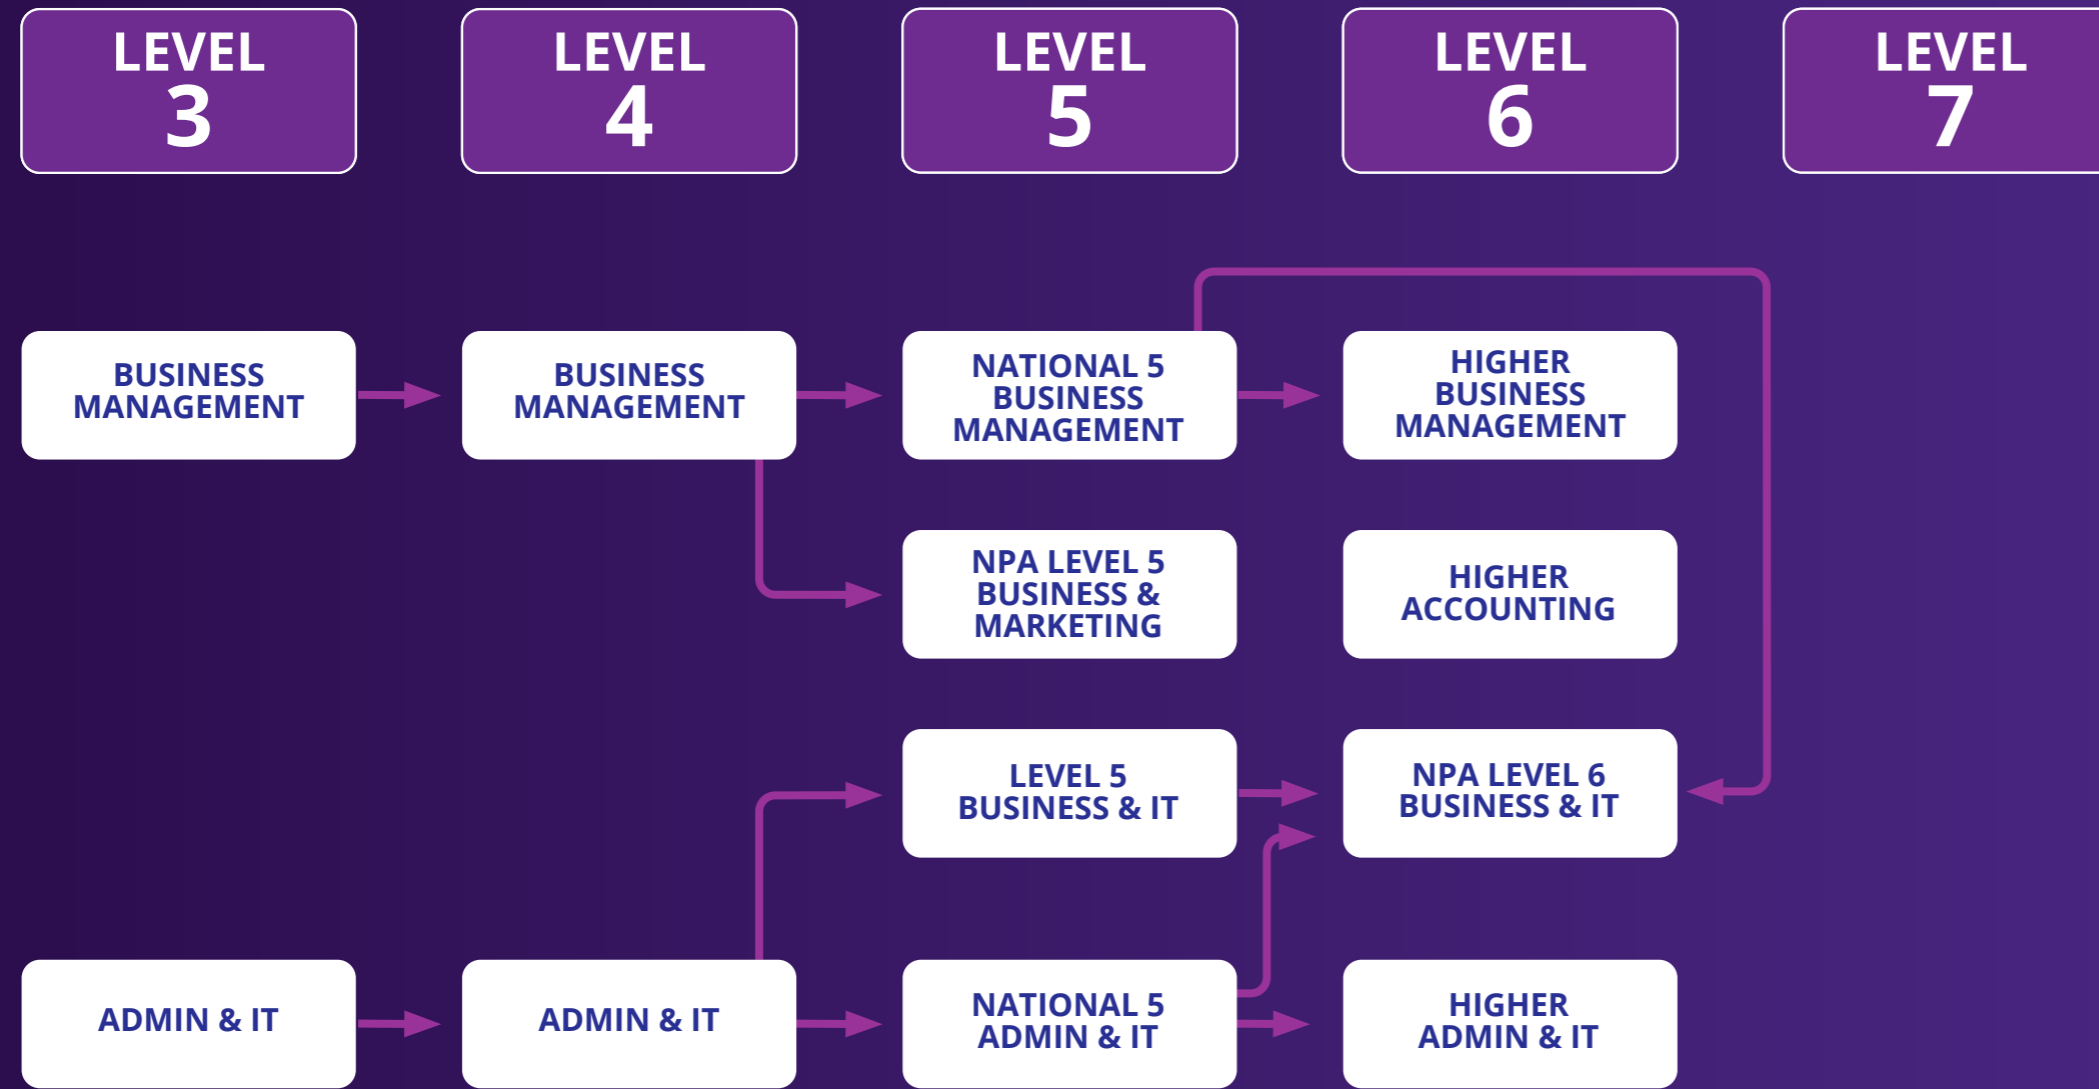 LEVEL
3
LEVEL
4
LEVEL
5
LEVEL
6
LEVEL
7
BUSINESS
MANAGEMENT
BUSINESS
MANAGEMENT
NATIONAL 5
BUSINESS
MANAGEMENT
HIGHER
BUSINESS
MANAGEMENT
NPA LEVEL 5
BUSINESS &
MARKETING
HIGHER
ACCOUNTING
LEVEL 5
BUSINESS & IT
NPA LEVEL 6
BUSINESS & IT
ADMIN & IT
ADMIN & IT
NATIONAL 5
ADMIN & IT
HIGHER
ADMIN & IT